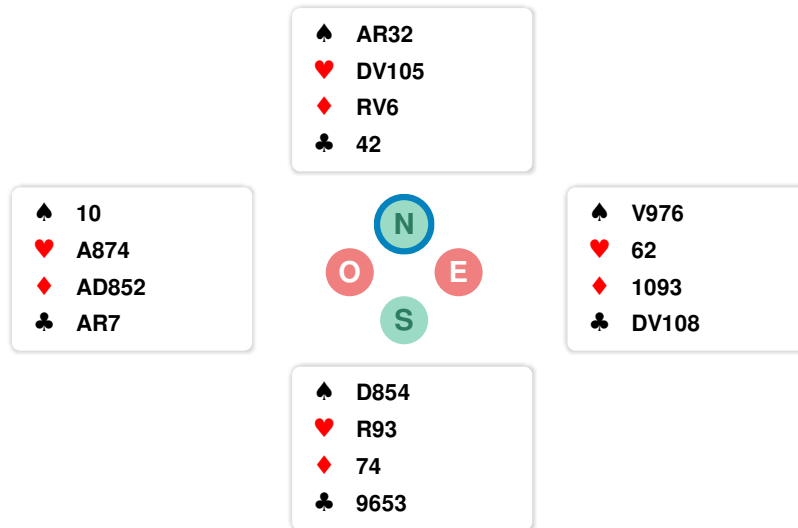 ♠ AR32
♥ DV105
♦ RV6
♣ 42
♠ 10
♥ A874
♦ AD852
♣ AR7
N
O E
S
♠ V976
♥ 62
♦ 1093
♣ DV108
♠ D854
♥ R93
♦ 74
♣ 9653